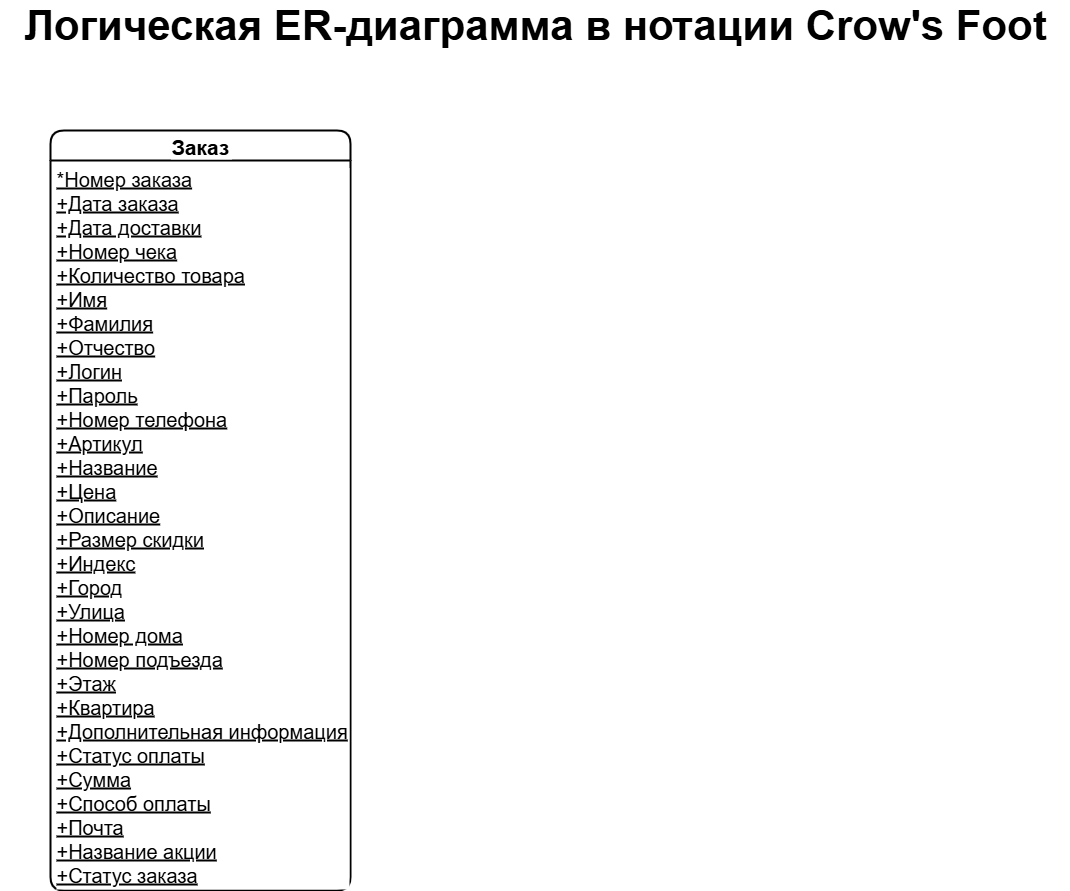 Логическая ER-диаграмма в нотации Crow's Foot
Заказ
*Номер заказа
+Дата заказа
+Дата доставки
+Номер чека
+Количество товара
+Имя
+Фамилия
+Отчество
+Логин
+Пароль
+Номер телефона
+Артикул
+Название
+Цена
+Описание
+Размер скидки
+Индекс
+Город
+Улица
+Номер дома
+Номер подъезда
+Этаж
+Квартира
+Дополнительная информация
+Статус оплаты
+Сумма
+Способ оплаты
+Почта
+Название акции
+Статус заказа